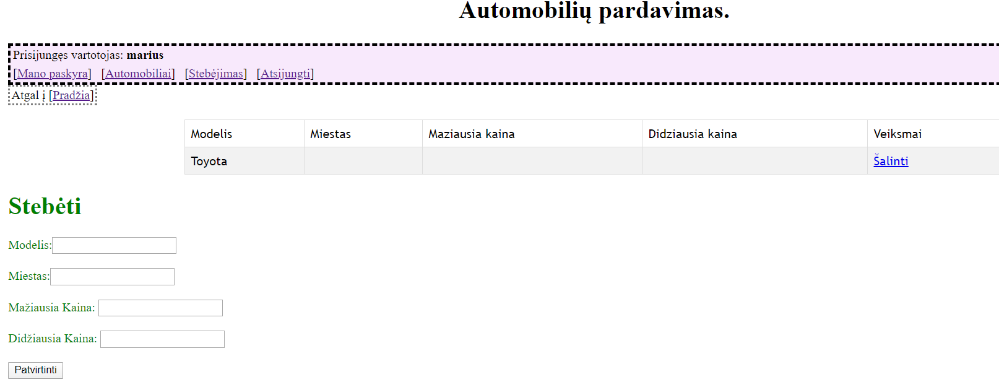 Automobilių pardavimas.
Prisijungęs vartotojas: marius
[Mano paskyra] [Automobiliai] [Stebėjimas] [Atsijungti]
Atgal į [Pradžia]
Modelis Miestas Maziausia kaina Didziausia kaina Veiksmai
Toyota Šalinti
Stebėti
Modelis:
Miestas:
Mažiausia Kaina:
Didžiausia Kaina:
Patvirtinti